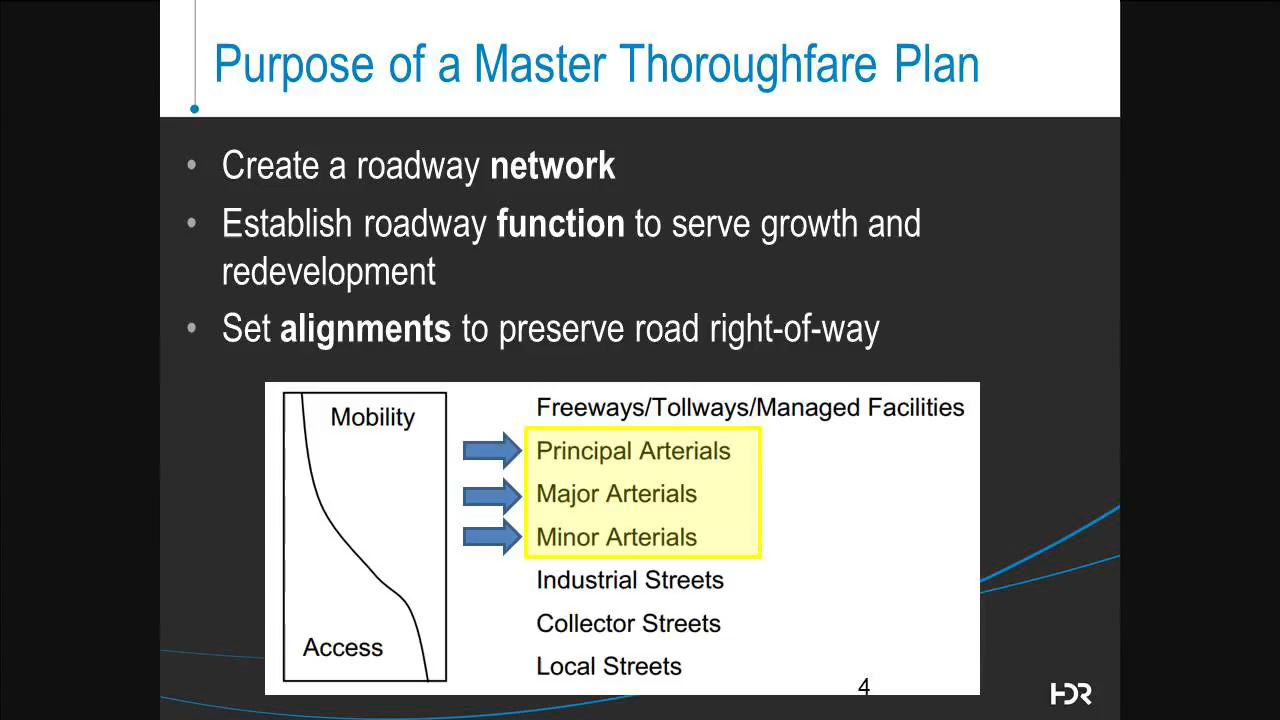 Purpose of a Master Thoroughfare Plan
• Create a roadway network
• Establish roadway function to serve growth and
redevelopment
• Set alignments to preserve road right-of-way
Mobility
Access
Freeways/Tollways/Managed Facilities
Principal Arterials
Major Arterials
Minor Arterials
Industrial Streets
Collector Streets
Local Streets
4
HDR